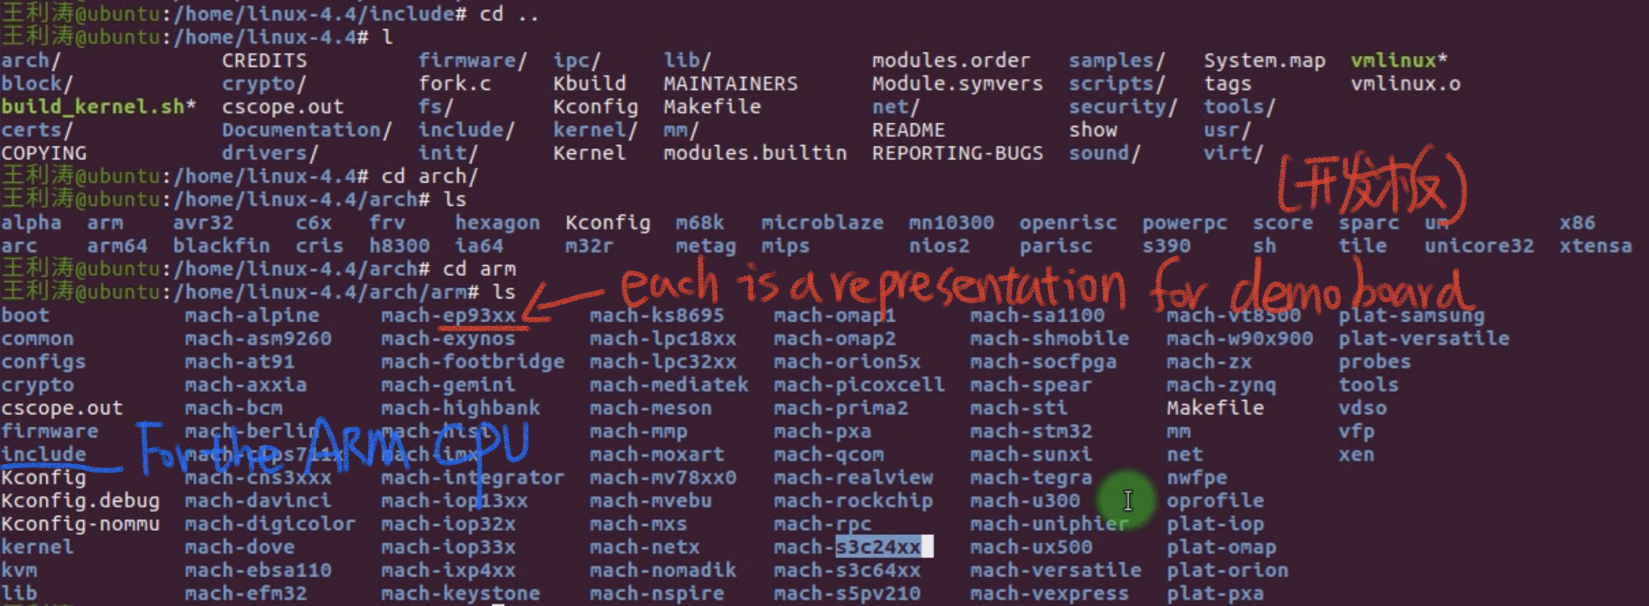 王利涛@ubuntu:/home/linux-4.4/include# cd ..
王利涛@ubuntu:/home/linux-4.4# l
arch/ CREDITS firmware/ ipc/ lib/ modules.order samples/ System.map vmlinux*
block/ crypto/ fork.c Kbuild MAINTAINERS Module.symvers scripts/ tags vmlinux.o
build_kernel.sh* cscope.out fs/ Kconfig Makefile net/ security/ tools/
certs/ Documentation/ include/ kernel/ mm/ README show usr/
COPYING drivers/ init/ Kernel modules.builtin REPORTING-BUGS sound/ virt/
王利涛@ubuntu:/home/linux-4.4# cd arch/
(开发板)
王利涛@ubuntu:/home/linux-4.4/arch# ls
alpha arm avr32 c6x frv hexagon Kconfig m68k microblaze mn10300 openrisc powerpc score sparc um x86
arc arm64 blackfin cris h8300 ia64 m32r metag mips nios2 parisc s390 sh tile unicore32 xtensa
王利涛@ubuntu:/home/linux-4.4/arch# cd arm
王利涛@ubuntu:/home/linux-4.4/arch/arm# ls
each is a representation for demo board
boot mach-alpine mach-ep93xx mach-ks8695 mach-omap1 mach-sa1100 mach-vt8500 plat-samsung
common mach-asm9260 mach-exynos mach-lpc18xx mach-omap2 mach-shmobile mach-w90x900 plat-versatile
configs mach-at91 mach-footbridge mach-lpc32xx mach-orion5x mach-socfpga mach-zx probes
crypto mach-axxia mach-gemini mach-mediatek mach-picoxcell mach-spear mach-zynq tools
cscope.out mach-bcm mach-highbank mach-meson mach-prima2 mach-sti Makefile vdso
firmware mach-berlin mach-hisi mach-mmp mach-pxa mach-stm32 mm vfp
include mach-clps711x mach-imx mach-moxart mach-qcom mach-sunxi net xen
For the ARM CPU
Kconfig mach-cns3xxx mach-integrator mach-mv78xx0 mach-realview mach-tegra nwfpe
Kconfig.debug mach-davinci mach-iop13xx mach-mvebu mach-rockchip mach-u300 oprofile
Kconfig-nommu mach-digicolor mach-iop32x mach-mxs mach-rpc mach-uniphier plat-iop
kernel mach-dove mach-iop33x mach-netx mach-s3c24xx mach-ux500 plat-omap
kvm mach-ebsa110 mach-ixp4xx mach-nomadik mach-s3c64xx mach-versatile plat-orion
lib mach-efm32 mach-keystone mach-nspire mach-s5pv210 mach-vexpress plat-pxa